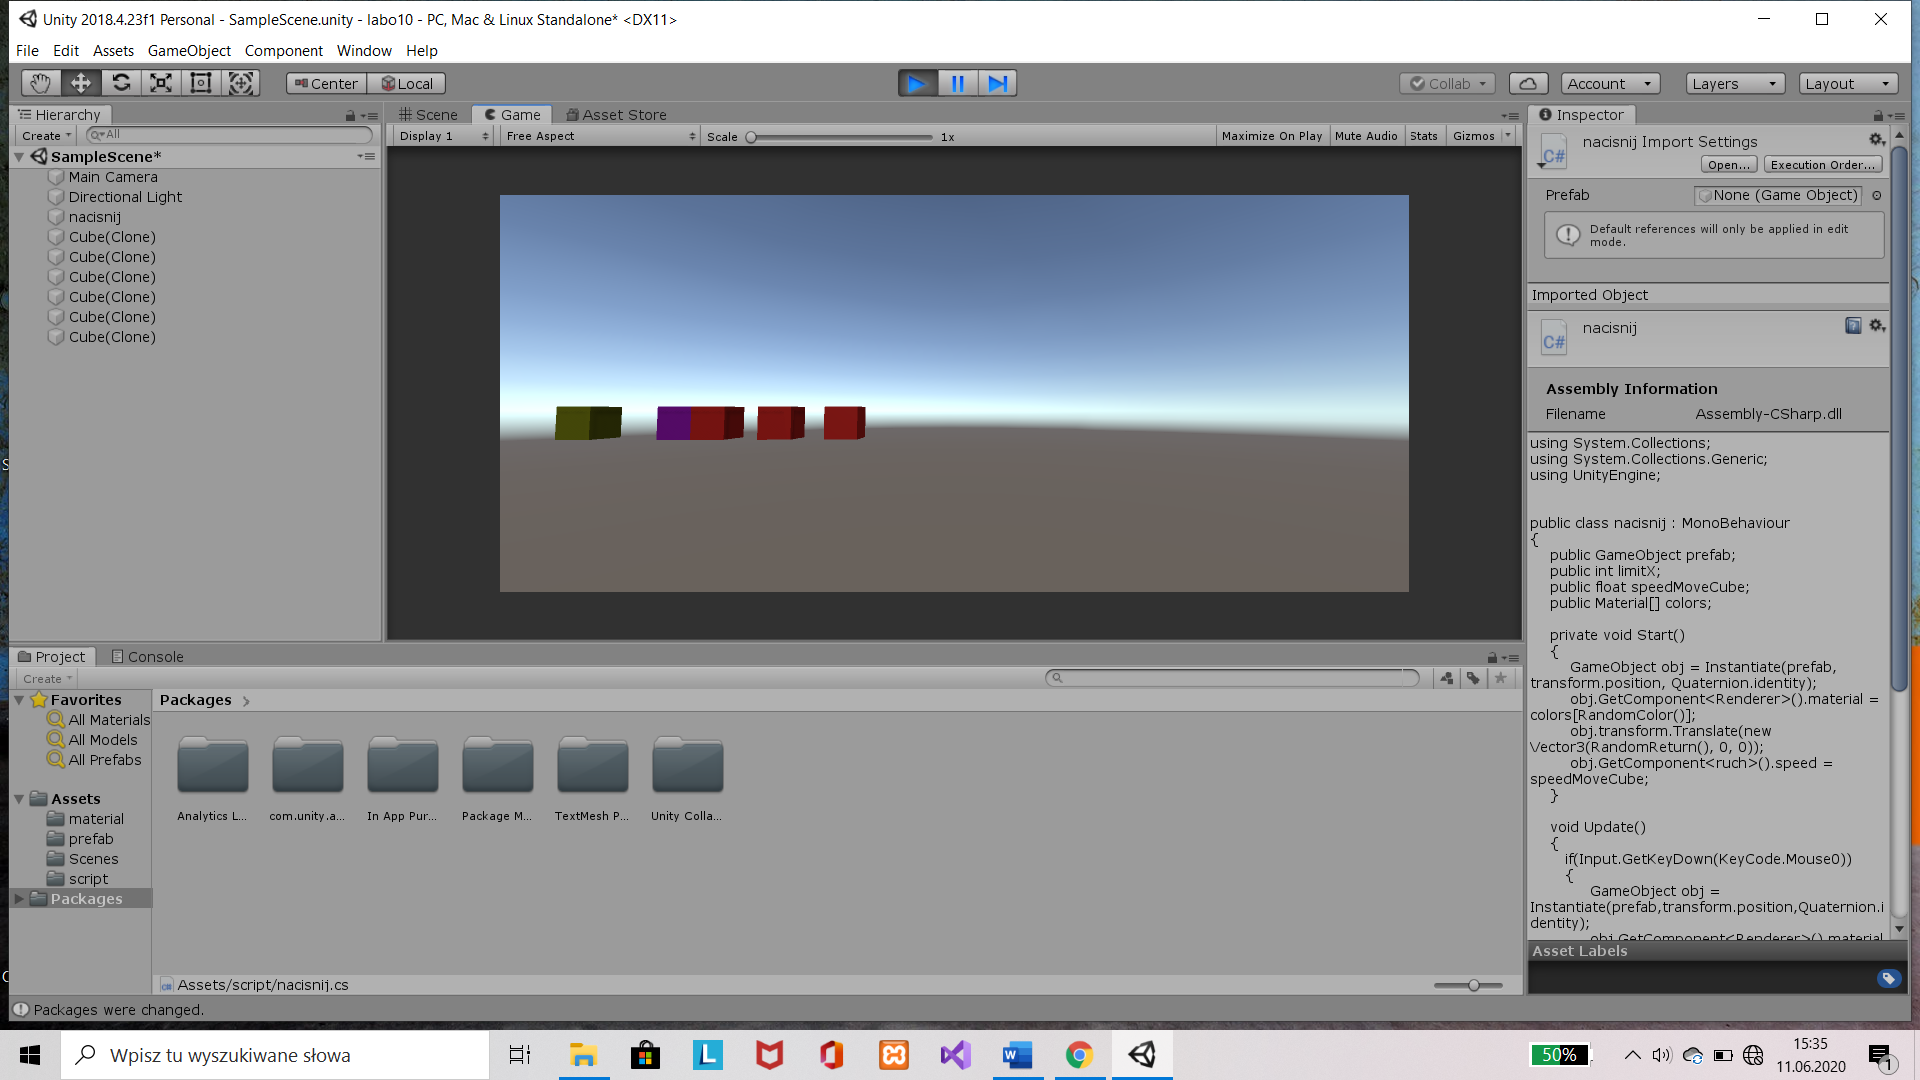 Unity 2018.4.23f1 Personal - SampleScene.unity - labo10 - PC, Mac & Linux Standalone* <DX11>
File Edit Assets GameObject Component Window Help
Center Local Collab Account Layers Layout
Hierarchy
Create All
SampleScene*
Main Camera
Directional Light
nacisnij
Cube(Clone)
Cube(Clone)
Cube(Clone)
Cube(Clone)
Cube(Clone)
Cube(Clone)
Scene Game Asset Store
Display 1 Free Aspect Scale 1x Maximize On Play Mute Audio Stats Gizmos
Inspector
nacisnij Import Settings
C#
Open... Execution Order...
Prefab None (Game Object)
Default references will only be applied in edit
mode.
Imported Object
nacisnij
C#
Assembly Information
Filename Assembly-CSharp.dll
using System.Collections;
using System.Collections.Generic;
using UnityEngine;
public class nacisnij : MonoBehaviour
{
public GameObject prefab;
public int limitX;
public float speedMoveCube;
public Material[] colors;
private void Start()
{
GameObject obj = Instantiate(prefab,
transform.position, Quaternion.identity);
obj.GetComponent<Renderer>().material =
colors[RandomColor()];
obj.transform.Translate(new
Vector3(RandomReturn(), 0, 0));
obj.GetComponent<ruch>().speed =
speedMoveCube;
}
void Update()
{
if(Input.GetKeyDown(KeyCode.Mouse0))
{
GameObject obj =
Instantiate(prefab,transform.position,Quaternion.i
dentity);
obj.GetComponent<Renderer>().material
Asset Labels
Project Console
Create
Favorites
All Materials
All Models
All Prefabs
Assets
material
prefab
Scenes
script
Packages
Packages
Analytics L... com.unity.a... In App Pur... Package M... TextMesh P... Unity Colla...
Assets/script/nacisnij.cs
Packages were changed.
Wpisz tu wyszukiwane słowa
50%
15:35
11.06.2020
1